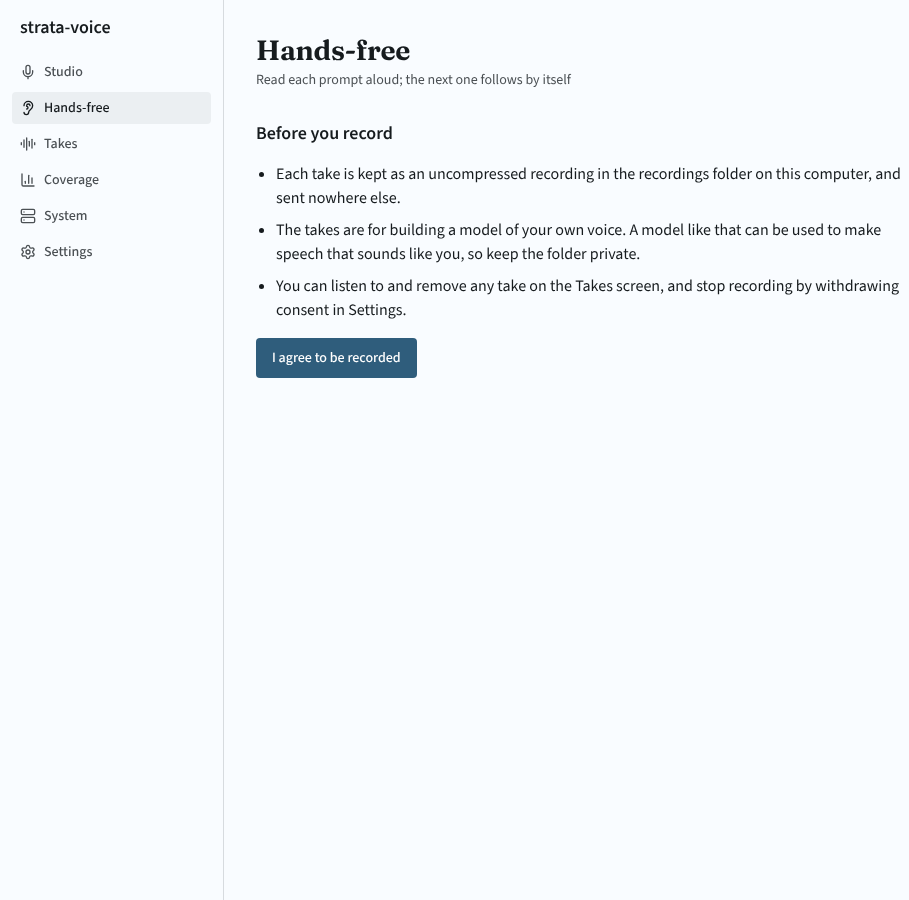 strata-voice
Studio
Hands-free
Takes
Coverage
System
Settings
Hands-free
Read each prompt aloud; the next one follows by itself
Before you record
Each take is kept as an uncompressed recording in the recordings folder on this computer, and
sent nowhere else.
The takes are for building a model of your own voice. A model like that can be used to make
speech that sounds like you, so keep the folder private.
You can listen to and remove any take on the Takes screen, and stop recording by withdrawing
consent in Settings.
I agree to be recorded